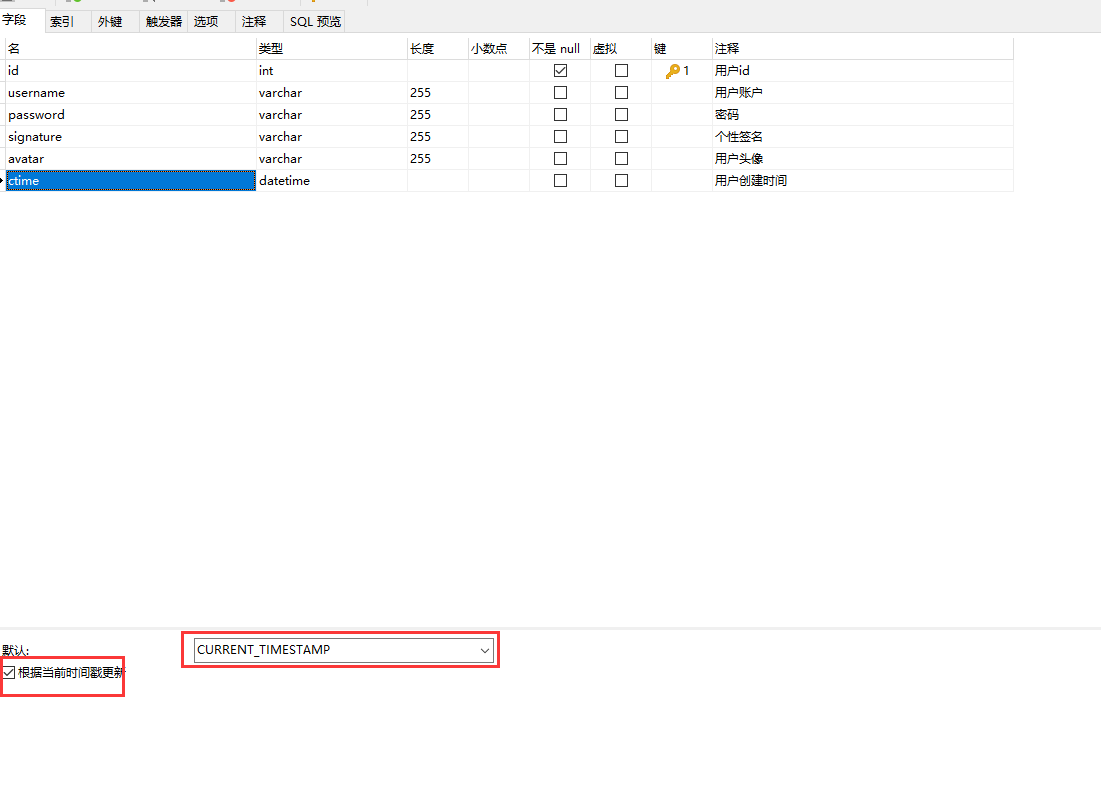 字段 索引 外键 触发器 选项 注释 SQL 预览
名 类型 长度 小数点 不是 null 虚拟 键 注释
id int 1 用户id
username varchar 255 用户账户
password varchar 255 密码
signature varchar 255 个性签名
avatar varchar 255 用户头像
ctime datetime 用户创建时间
默认: CURRENT_TIMESTAMP
根据当前时间戳更新